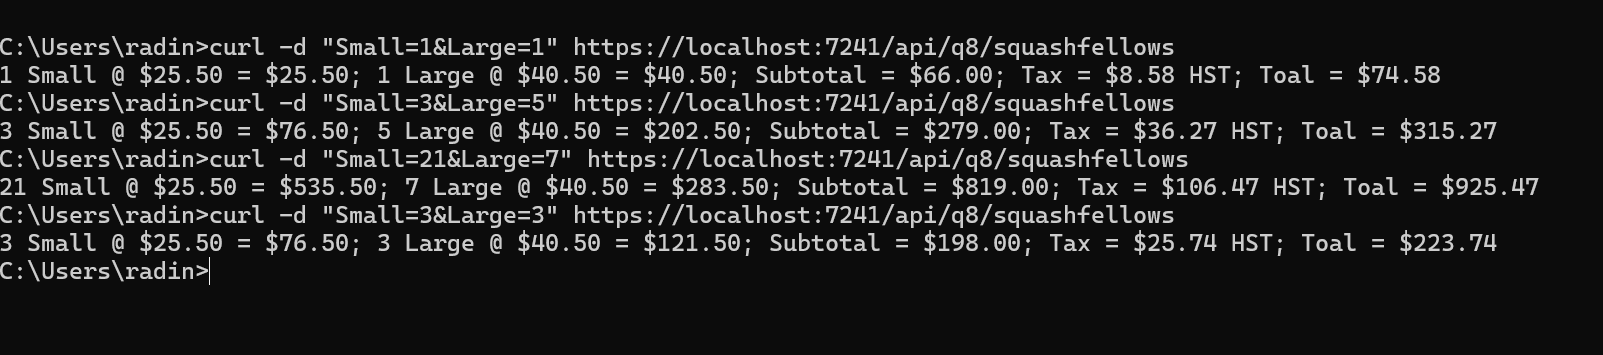 C:\Users\radin>curl -d "Small=1&Large=1" https://localhost:7241/api/q8/squashfellows
1 Small @ $25.50 = $25.50; 1 Large @ $40.50 = $40.50; Subtotal = $66.00; Tax = $8.58 HST; Toal = $74.58
C:\Users\radin>curl -d "Small=3&Large=5" https://localhost:7241/api/q8/squashfellows
3 Small @ $25.50 = $76.50; 5 Large @ $40.50 = $202.50; Subtotal = $279.00; Tax = $36.27 HST; Toal = $315.27
C:\Users\radin>curl -d "Small=21&Large=7" https://localhost:7241/api/q8/squashfellows
21 Small @ $25.50 = $535.50; 7 Large @ $40.50 = $283.50; Subtotal = $819.00; Tax = $106.47 HST; Toal = $925.47
C:\Users\radin>curl -d "Small=3&Large=3" https://localhost:7241/api/q8/squashfellows
3 Small @ $25.50 = $76.50; 3 Large @ $40.50 = $121.50; Subtotal = $198.00; Tax = $25.74 HST; Toal = $223.74
C:\Users\radin>